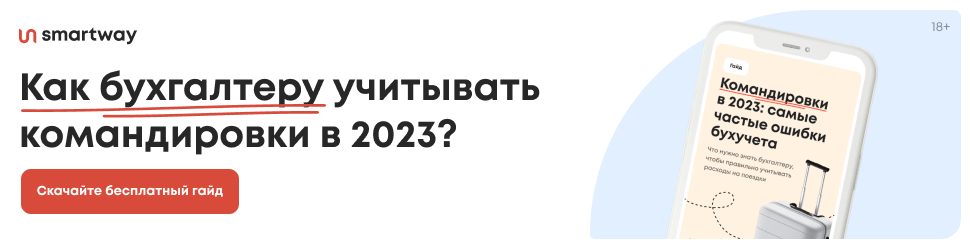 smartway
18+
Как бухгалтеру учитывать
командировки в 2023?
Скачайте бесплатный гайд
Гайд
Командировки
в 2023: самые
частые ошибки
бухучета
Что нужно знать бухгалтеру,
чтобы правильно учитывать
расходы на поездки